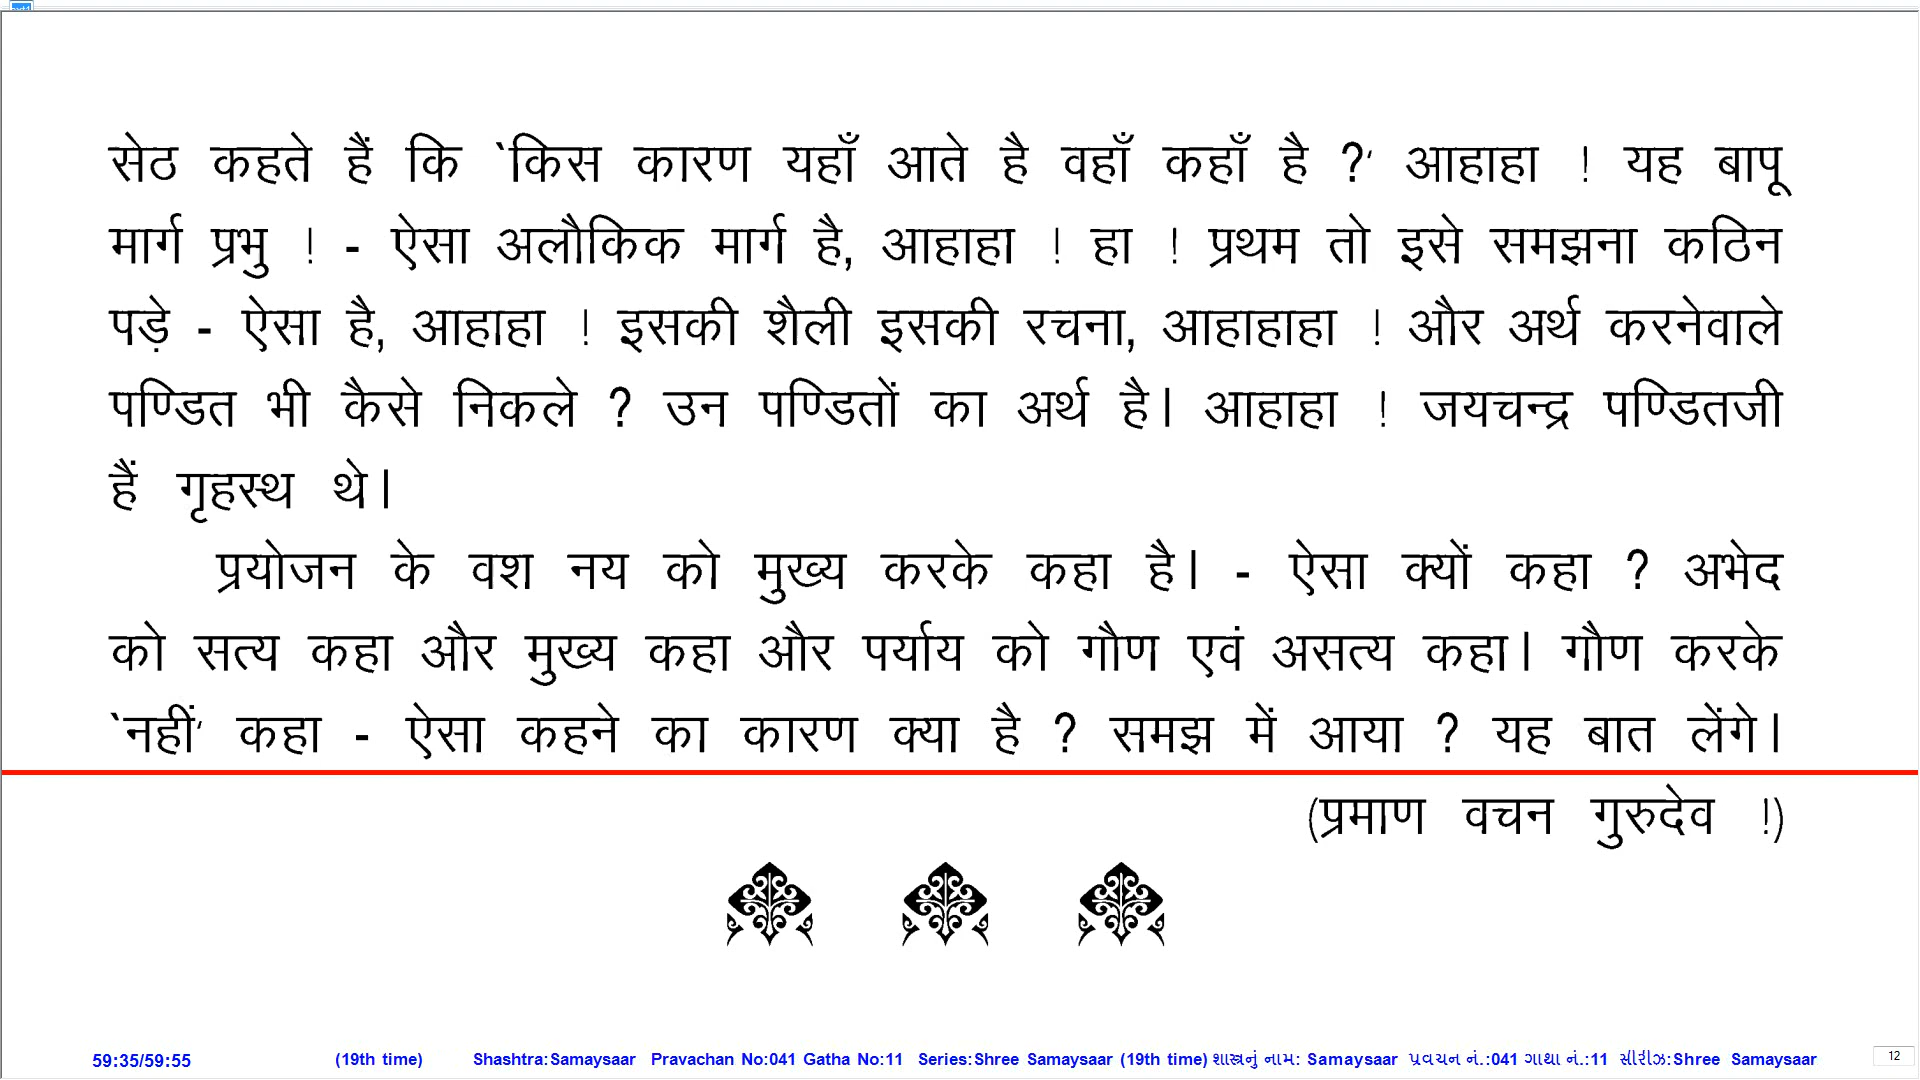 सेठ कहते हैं कि `किस कारण यहाँ आते है वहाँ कहाँ है ?' आहाहा ! यह बापू
मार्ग प्रभु ! - ऐसा अलौकिक मार्ग है, आहाहा ! हा ! प्रथम तो इसे समझना कठिन
पड़े - ऐसा है, आहाहा ! इसकी शैली इसकी रचना, आहाहाहा ! और अर्थ करनेवाले
पण्डित भी कैसे निकले ? उन पण्डितों का अर्थ है। आहाहा ! जयचन्द्र पण्डितजी
हैं गृहस्थ थे।
प्रयोजन के वश नय को मुख्य करके कहा है। - ऐसा क्यों कहा ? अभेद
को सत्य कहा और मुख्य कहा और पर्याय को गौण एवं असत्य कहा। गौण करके
`नहीं' कहा - ऐसा कहने का कारण क्या है ? समझ में आया ? यह बात लेंगे।
(प्रमाण वचन गुरुदेव !)
59:35/59:55 (19th time) Shashtra:Samaysaar Pravachan No:041 Gatha No:11 Series:Shree Samaysaar (19th time) શાસ્ત્રનું નામ: Samaysaar પ્રવચન નં.:041 ગાથા નં.:11 સીરીઝ:Shree Samaysaar 12